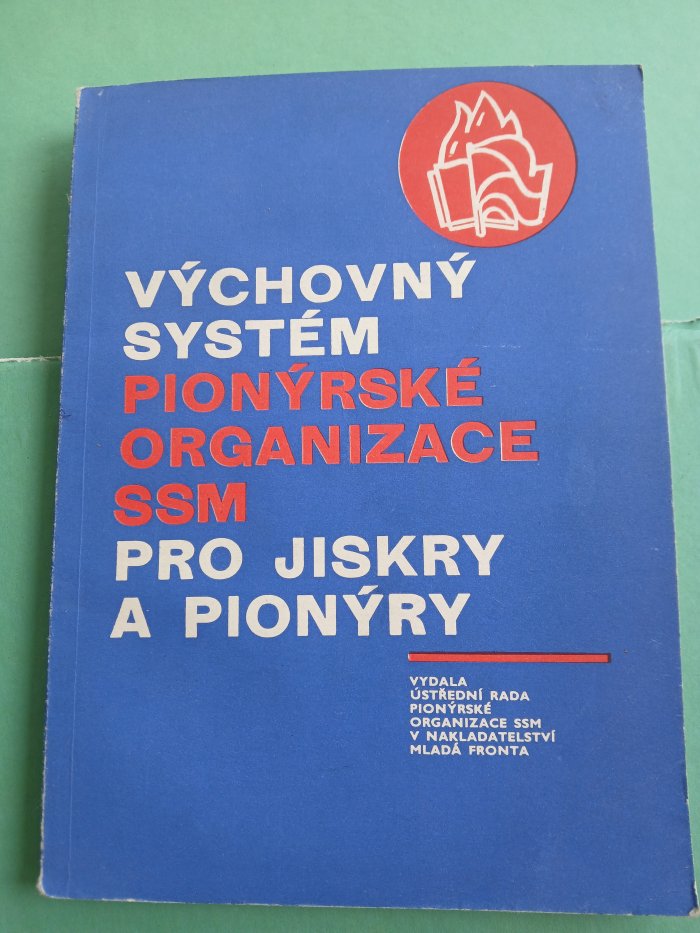 VÝCHOVNÝ
SYSTÉM
PIONÝRSKÉ
ORGANIZACE
SSM
PRO JISKRY
A PIONÝRY
VYDALA
ÚSTŘEDNÍ RADA
PIONÝRSKÉ
ORGANIZACE SSM
V NAKLADATELSTVÍ
MLADÁ FRONTA